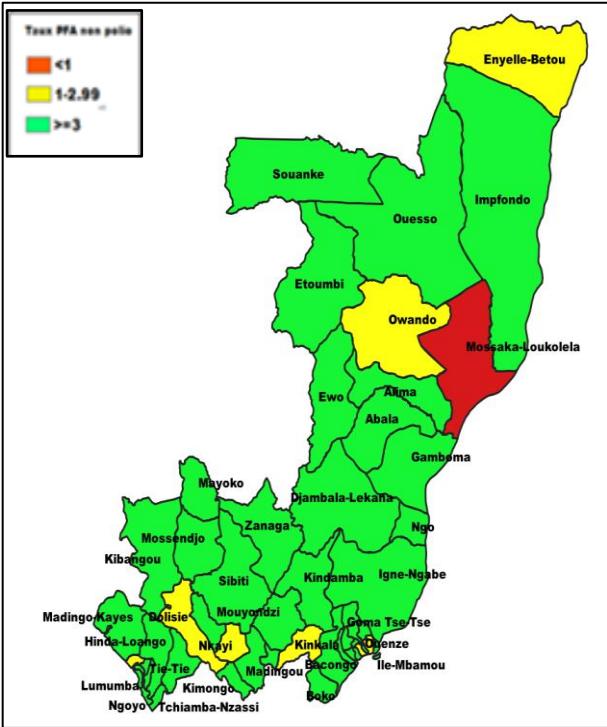 Taux PFA non polio
<1
1-2.99
>=3
Enyelle-Betou
Souanke
Impfondo
Ouesso
Etoumbi
Owando
Mossaka-Loukolela
Ewo
Alima
Abala
Gamboma
Mayoko
Djambala-Lekana
Zanaga
Ngo
Mossendjo
Kibangou
Igne-Ngabe
Sibiti
Kindamba
Mouyondzi
Madingo-Kayes
Dolisie
Goma Tse-Tse
Hinda-Loango
Nkayi
Kinkala
Ouenze
Tie-Tie
Madingou
Bacongo
Ile-Mbamou
Lumumba
Kimongo
Boko
Ngoyo
Tchiamba-Nzassi